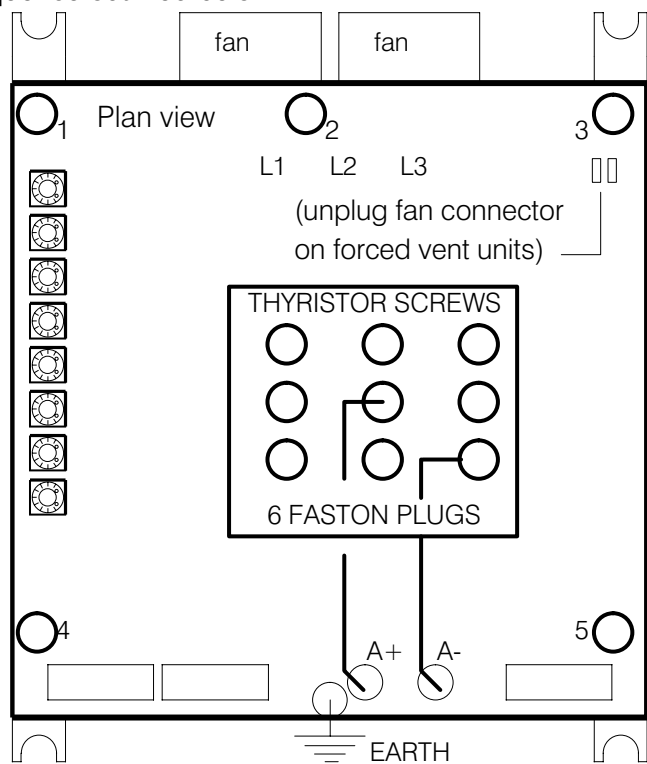 fan fan
1 Plan view 2 3
L1 L2 L3
(unplug fan connector
on forced vent units)
THYRISTOR SCREWS
6 FASTON PLUGS
4 5
A+ A-
EARTH